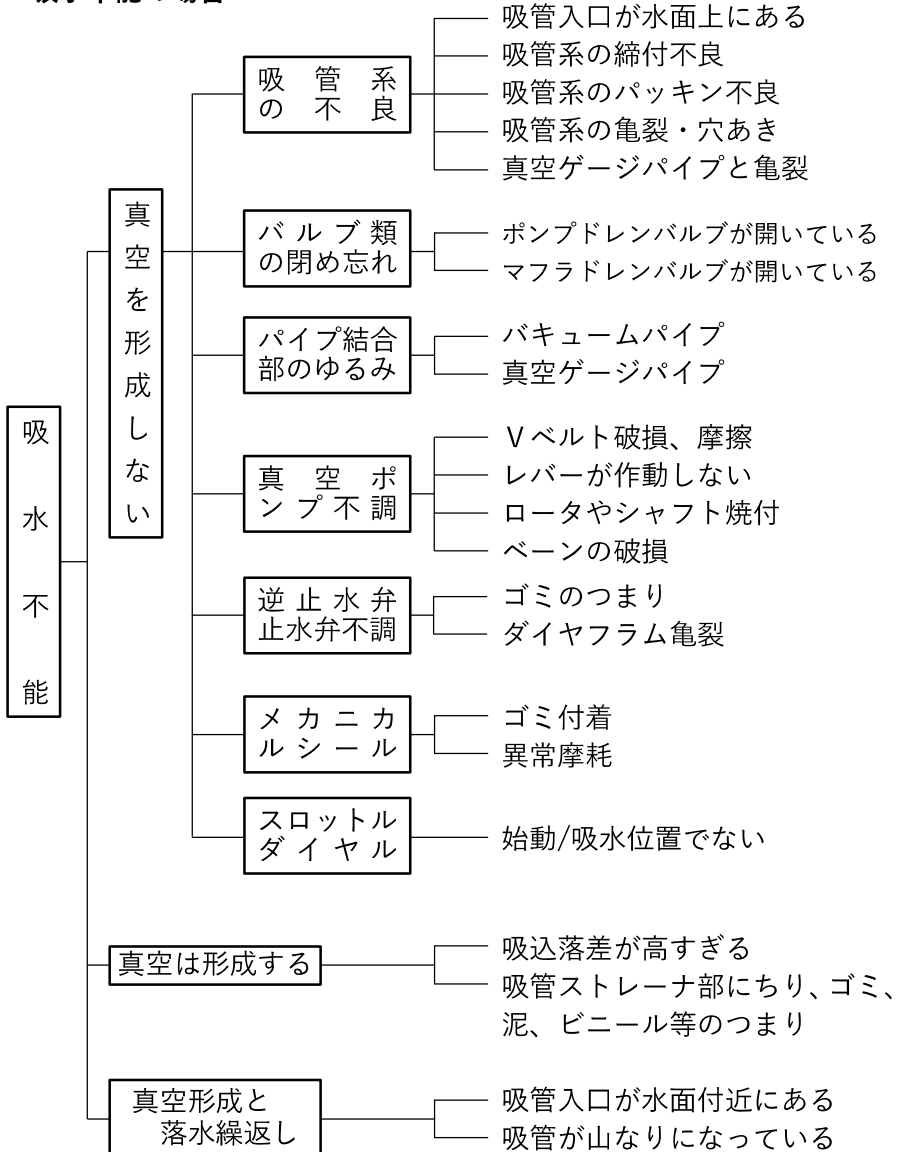 吸水不能
真空を形成しない
吸管系
の不良
吸管入口が水面上にある
吸管系の締付不良
吸管系のパッキン不良
吸管系の亀裂・穴あき
真空ゲージパイプと亀裂
バルブ類
の閉め忘れ
ポンプドレンバルブが開いている
マフラドレンバルブが開いている
パイプ結合
部のゆるみ
バキュームパイプ
真空ゲージパイプ
真空ポ
ンプ不調
Vベルト破損、摩擦
レバーが作動しない
ロータやシャフト焼付
ベーンの破損
逆止水弁
止水弁不調
ゴミのつまり
ダイヤフラム亀裂
メカニカ
ルシール
ゴミ付着
異常摩耗
スロットル
ダイヤル
始動/吸水位置でない
真空は形成する
吸込落差が高すぎる
吸管ストレーナ部にちり、ゴミ、
泥、ビニール等のつまり
真空形成と
落水繰返し
吸管入口が水面付近にある
吸管が山なりになっている